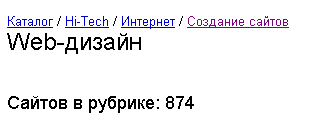 Каталог / Hi-Tech / Интернет / Создание сайтов
Web-дизайн
Сайтов в рубрике: 874